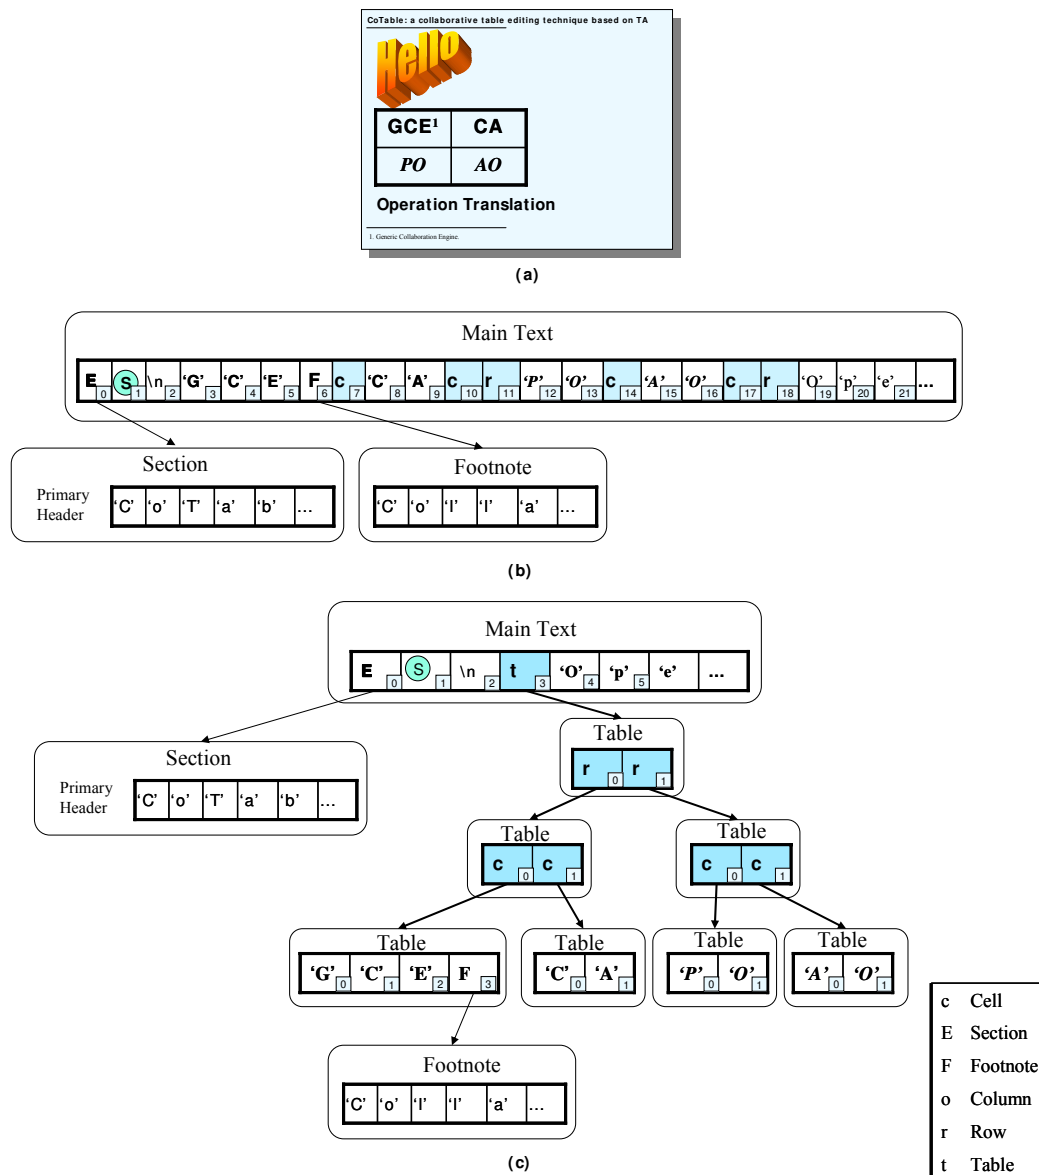 CoTable: a collaborative table editing technique based on TA
Hello
GCE¹ CA
PO AO
Operation Translation
1. Generic Collaboration Engine.
(a)
Main Text
E 0 S 1 \n 2 ‘G’ 3 ‘C’ 4 ‘E’ 5 F 6 c 7 ‘C’ 8 ‘A’ 9 c 10 r 11 ‘P’ 12 ‘O’ 13 c 14 ‘A’ 15 ‘O’ 16 c 17 r 18 ‘O’ 19 ‘p’ 20 ‘e’ 21 ...
Section
Primary
Header
‘C’ ‘o’ ‘T’ ‘a’ ‘b’ ...
Footnote
‘C’ ‘o’ ‘l’ ‘l’ ‘a’ ...
(b)
Main Text
E 0 S 1 \n 2 t 3 ‘O’ 4 ‘p’ 5 ‘e’ ...
Section
Primary
Header
‘C’ ‘o’ ‘T’ ‘a’ ‘b’ ...
Table
r 0 r 1
Table
c 0 c 1
Table
c 0 c 1
Table
‘G’ 0 ‘C’ 1 ‘E’ 2 F 3
Table
‘C’ 0 ‘A’ 1
Table
‘P’ 0 ‘O’ 1
Table
‘A’ 0 ‘O’ 1
Footnote
‘C’ ‘o’ ‘l’ ‘l’ ‘a’ ...
(c)
c Cell
E Section
F Footnote
o Column
r Row
t Table